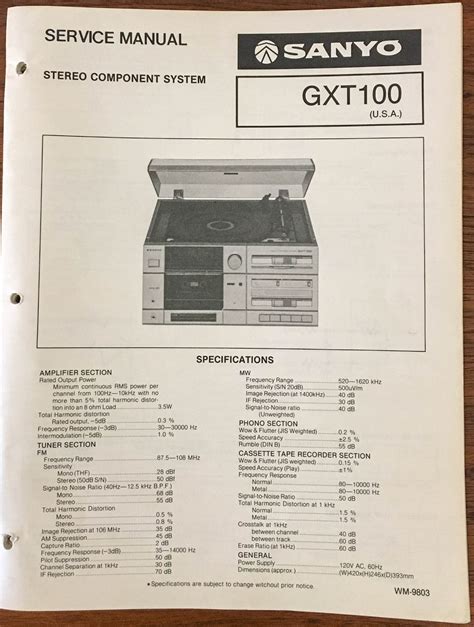 SERVICE MANUAL
SANYO
STEREO COMPONENT SYSTEM
GXT100
(U.S.A.)
SPECIFICATIONS
AMPLIFIER SECTION
Rated Output Power
Minimum continuous RMS power per
channel from 100Hz—10kHz with no
more than 5% total harmonic distor-
tion into an 8 ohm Load 3.5W
Total Harmonic distortion
Rated output, –5dB 0.3 %
Frequency Response (–3dB) 30—30000 Hz
Intermodulation (–5dB) 1.0 %
TUNER SECTION
FM
Frequency Range 87.5—108 MHz
Sensitivity
Mono(THF) 28 dBf
Stereo (50dB S/N) 50 dBf
Signal-to-Noise Ratio (40Hz—12.5 kHz B.P.F.)
Mono 68 dB
Stereo 55 dB
Total Harmonic Distortion
Mono 0.5 %
Stereo 0.8 %
Image Rejection at 106 MHz 35 dB
AM Suppression 45 dB
Capture Ratio 2 dB
Frequency Response (–3dB) 35—14000 Hz
Pilot Suppression 50 dB
Channel Separation at 1kHz 30 dB
IF Rejection 70 dB
MW
Frequency Range 520—1620 kHz
Sensitivity (S/N 20dB) 500uV/m
Image Rejection (at 1400kHz) 40 dB
IF Rejection 30 dB
Signal-to-Noise ratio 40 dB
(Unweighted)
PHONO SECTION
Wow & Flutter (JIS Weighted) 0.2 %
Speed Accuracy ±2.5 %
Rumble (DIN B) 55 dB
CASSETTE TAPE RECORDER SECTION
Wow & Flutter (JIS weighted) 0.15 %
Speed Accuracy (Play) ±1%
Frequency Response
Normal 80—10000 Hz
Metal 80—10000 Hz
Signal-to-Noise Ratio 50 dB
Total Harmonic Distortion at 1 kHz
Normal 1.5 %
Metal 1.5 %
Crosstalk at 1kHz
between channel 40 dB
between track 60 dB
Erase Ratio (at 1kHz) 60 dB
GENERAL
Power Supply 120V AC, 60Hz
Dimensions (approx.) (W)420x(H)246x(D)393mm
•Specifications are subject to change witchout prior notice.
WM-9803